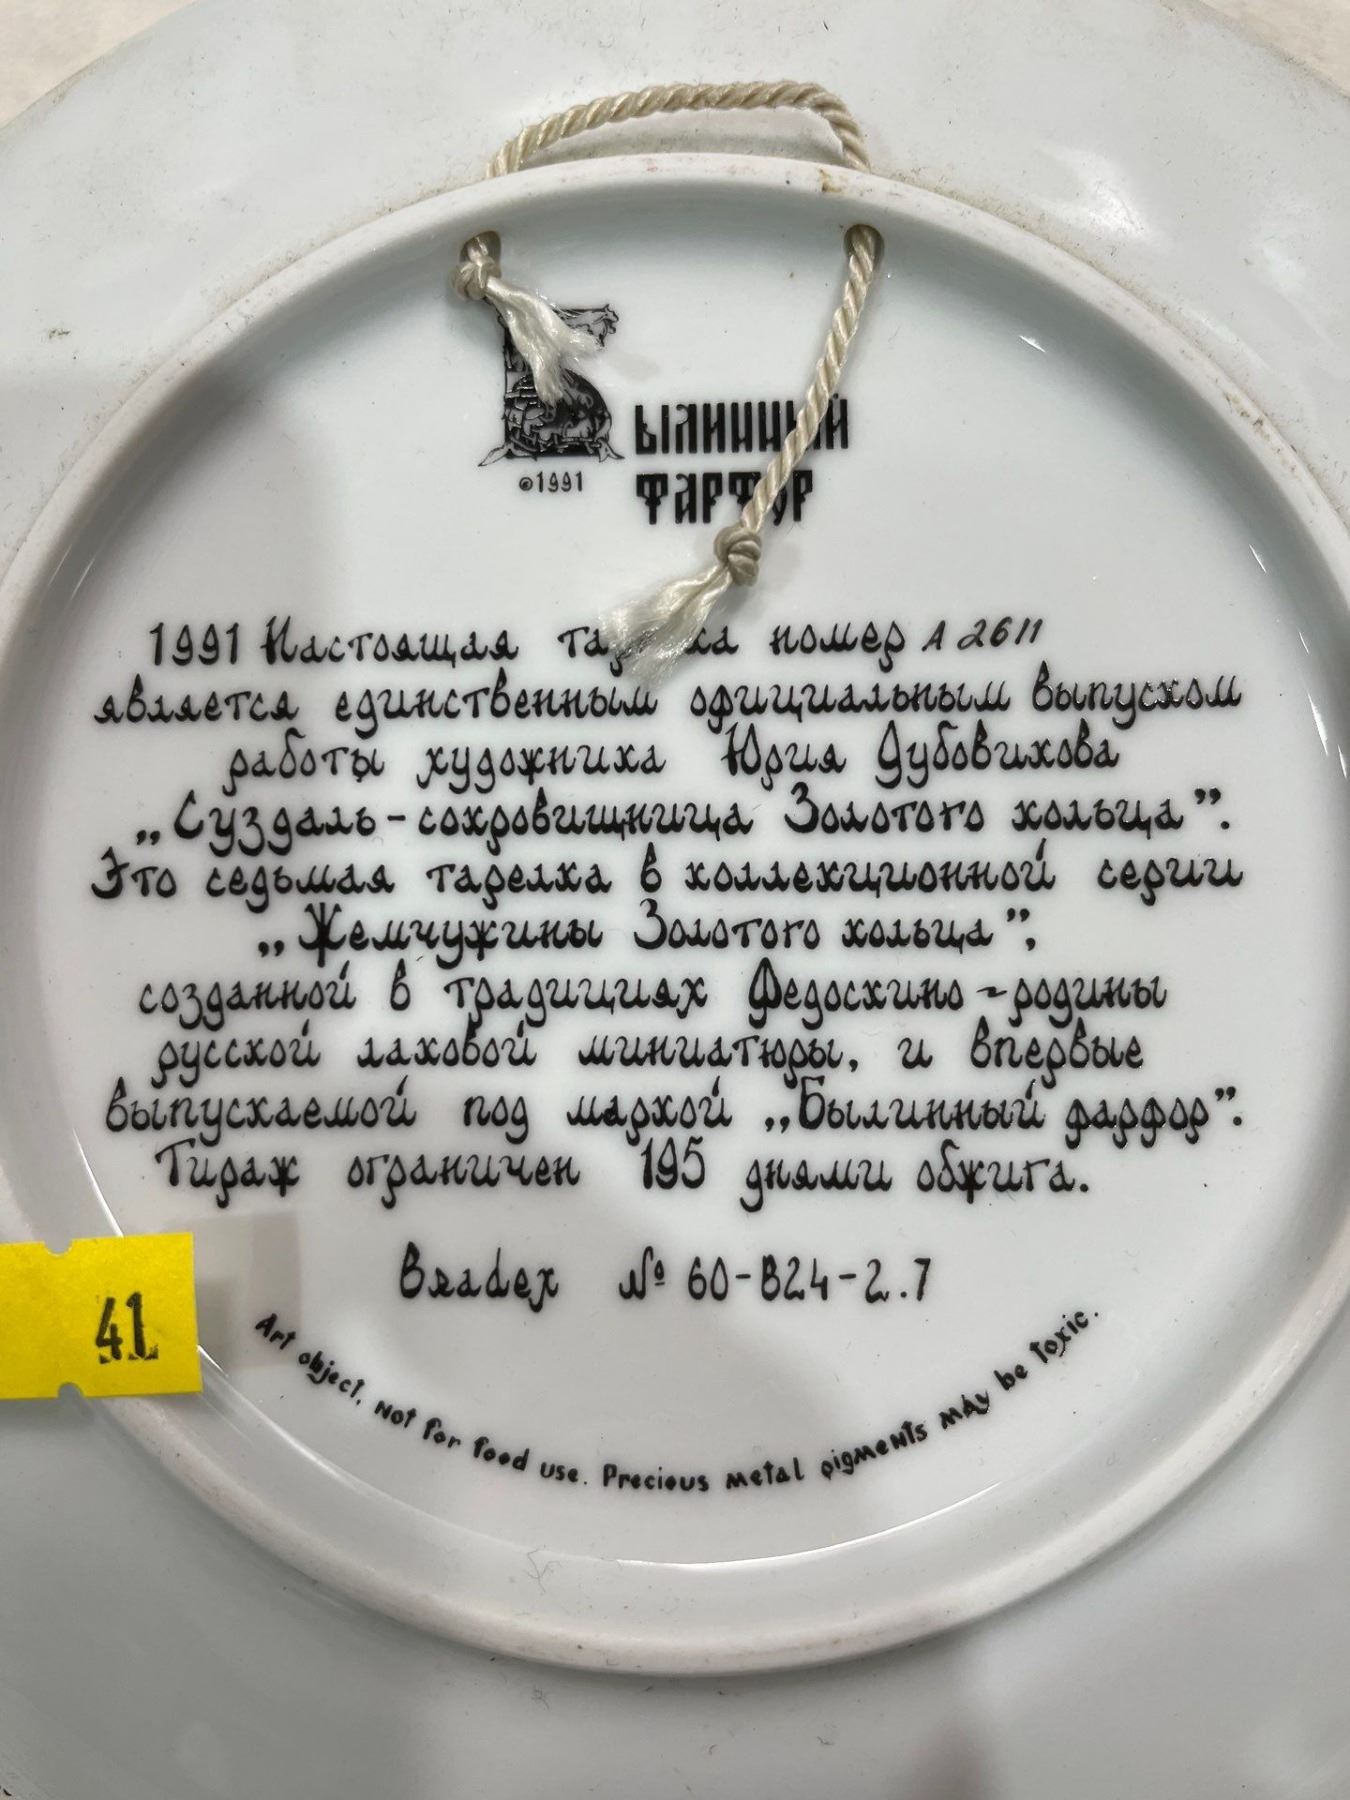 Былинный
©1991
фарфор
1991 Настоящая тарелка номер А 2611
является единственным официальным выпуском
работы художника Юрия Дубовикова
„Суздаль-сокровищница Золотого кольца”.
Это седьмая тарелка в коллекционной серии
„Жемчужины Золотого кольца”,
созданной в традициях Федоскино-родины
русской лаковой миниатюры, и впервые
выпускаемой под маркой „Былинный фарфор”.
Тираж ограничен 195 днями обжига.
Bradex № 60-B24-2.7
Art object, not for food use. Precious metal pigments may be toxic.
41